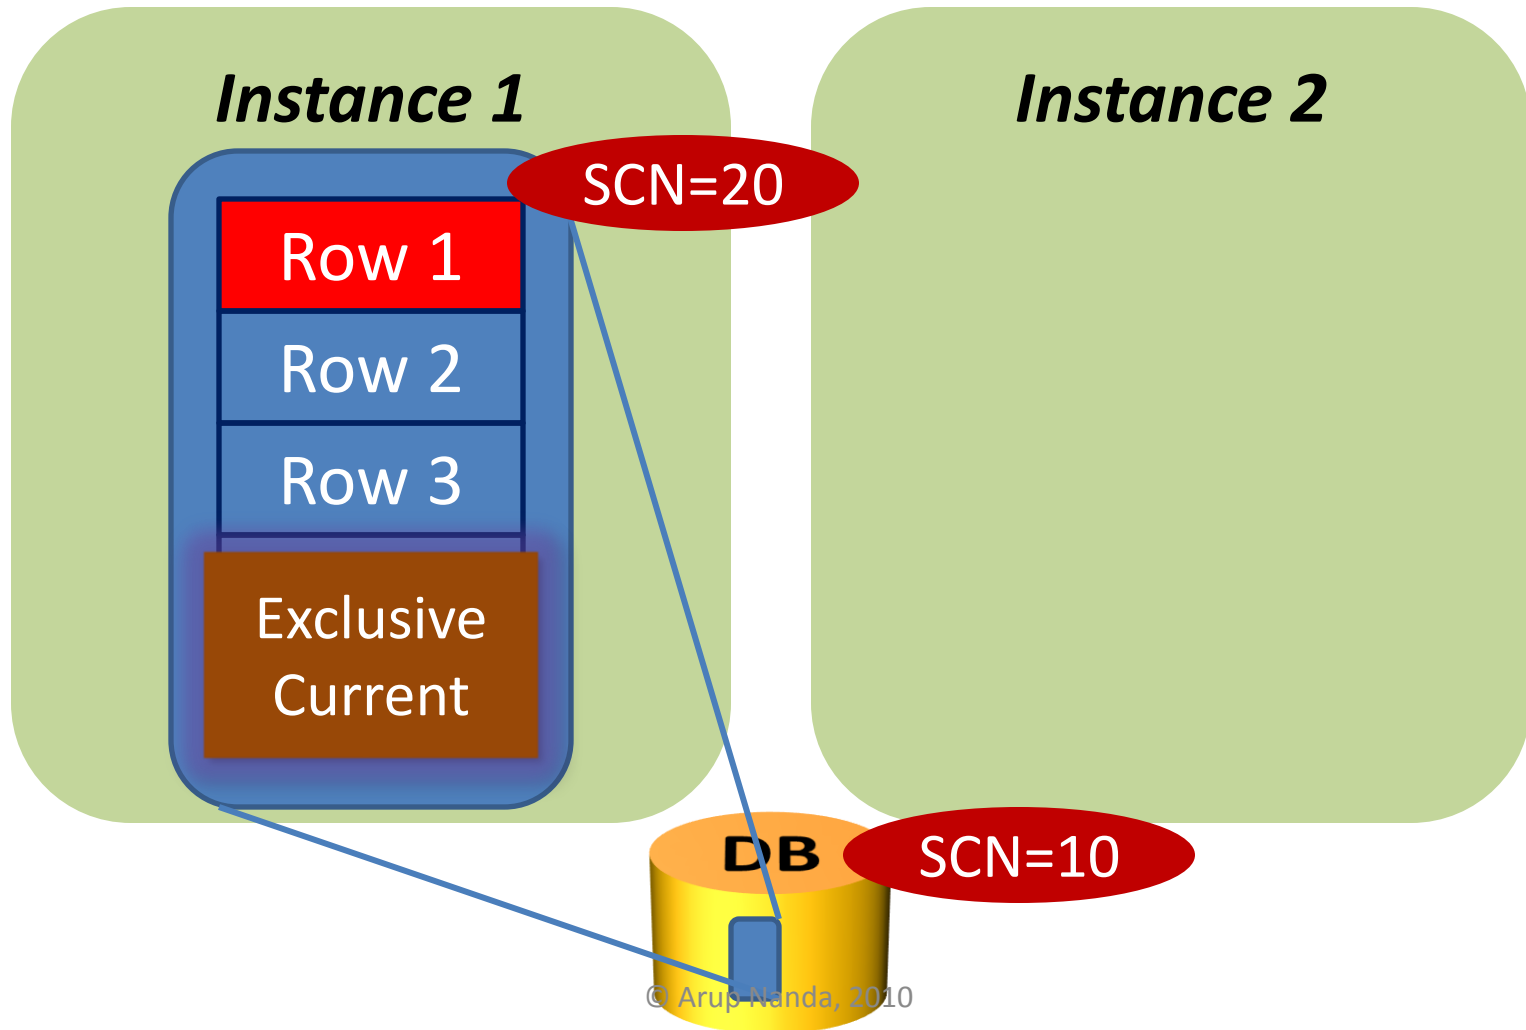 Instance 1
Instance 2
SCN=20
Row 1
Row 2
Row 3
Exclusive
Current
DB
SCN=10
© Arup Nanda, 2010